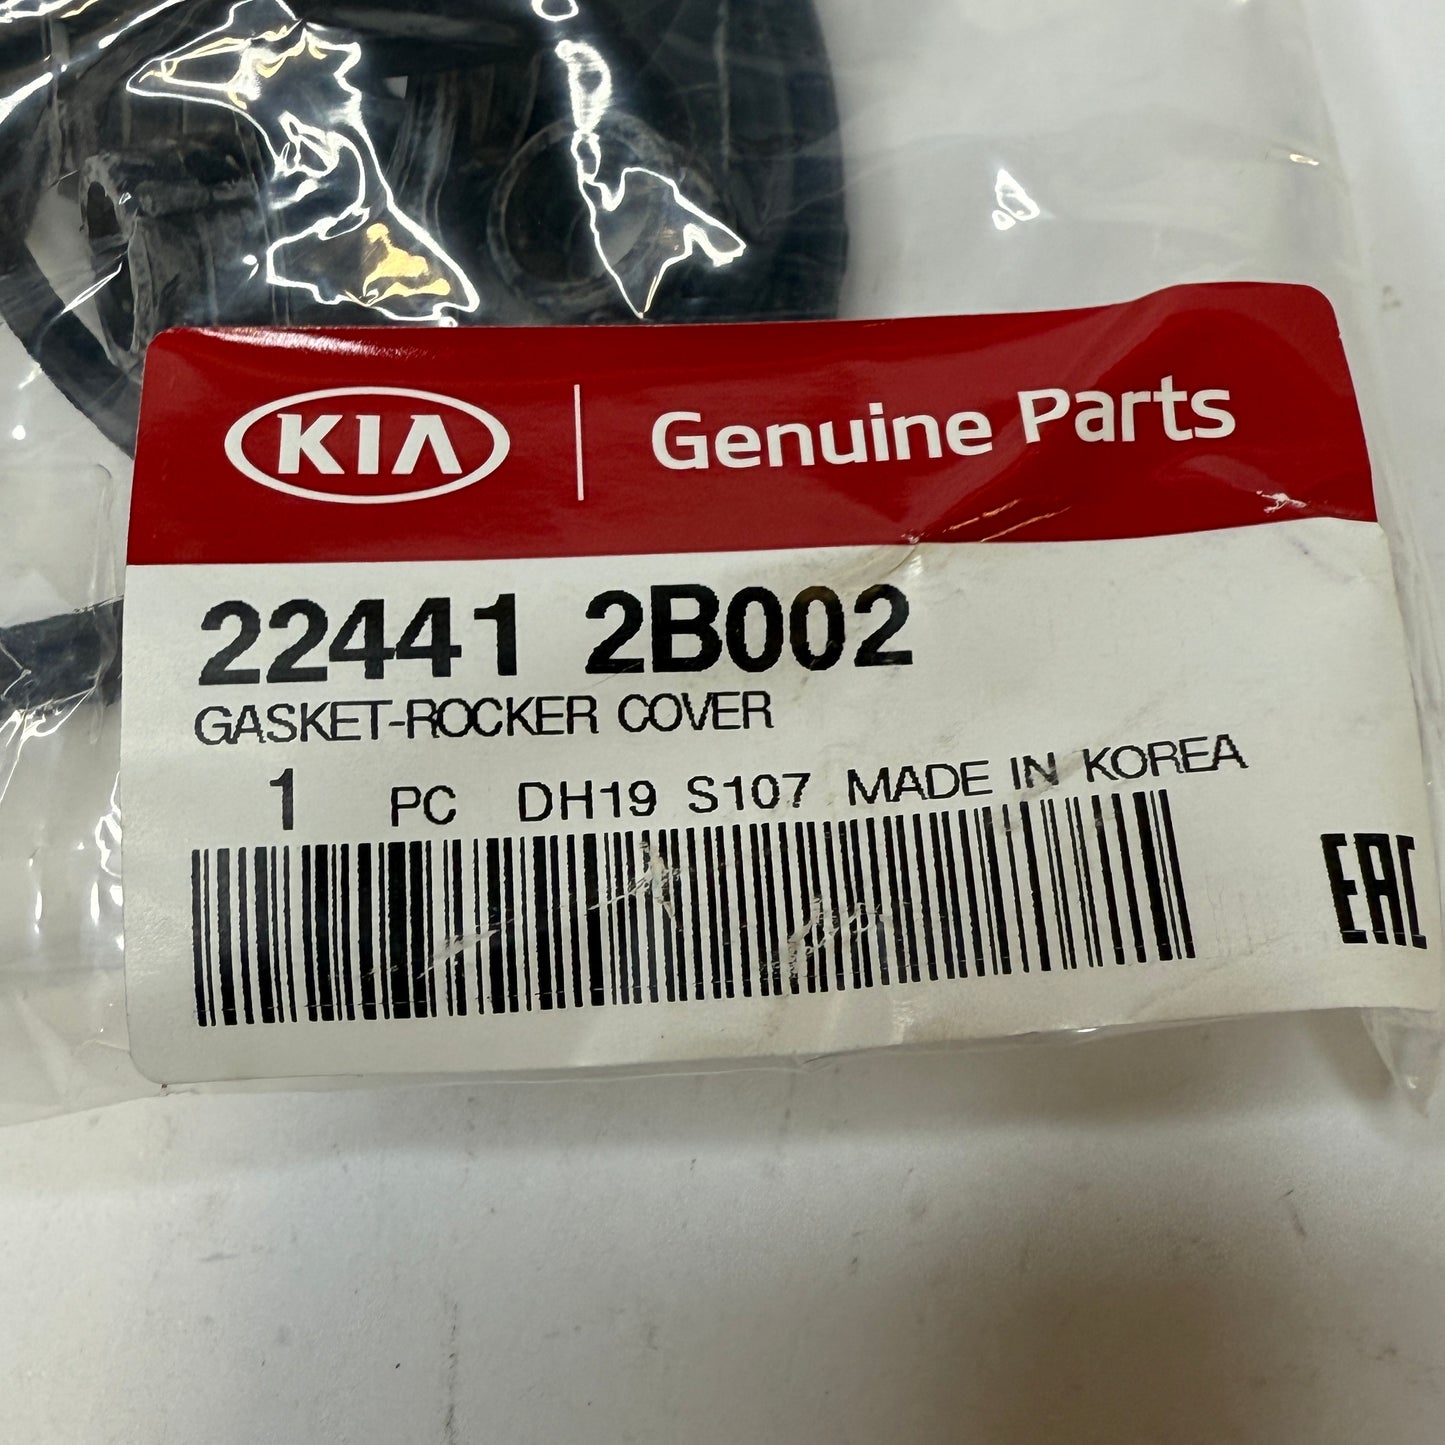 KIA | Genuine Parts
22441 2B002
GASKET-ROCKER COVER
1 PC DH19 S107 MADE IN KOREA
EAC